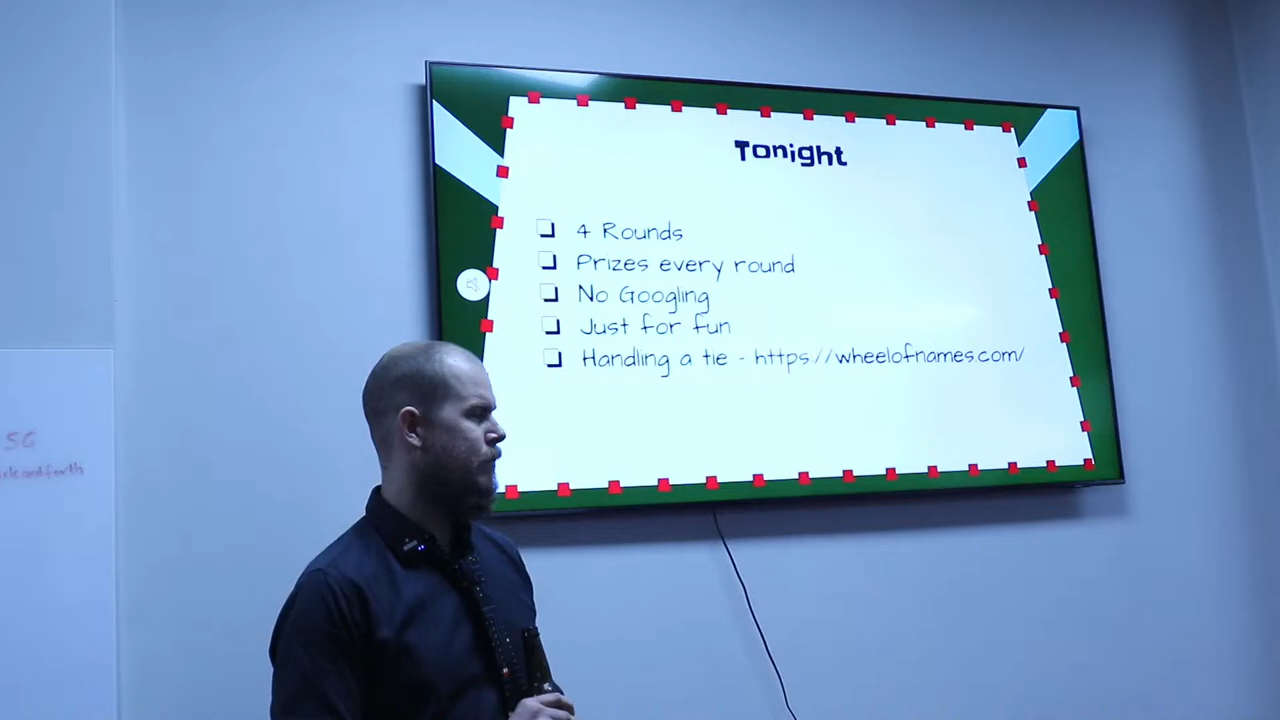 Tonight
4 Rounds
Prizes every round
No Googling
Just for fun
Handling a tie - https://wheelofnames.com/
5G